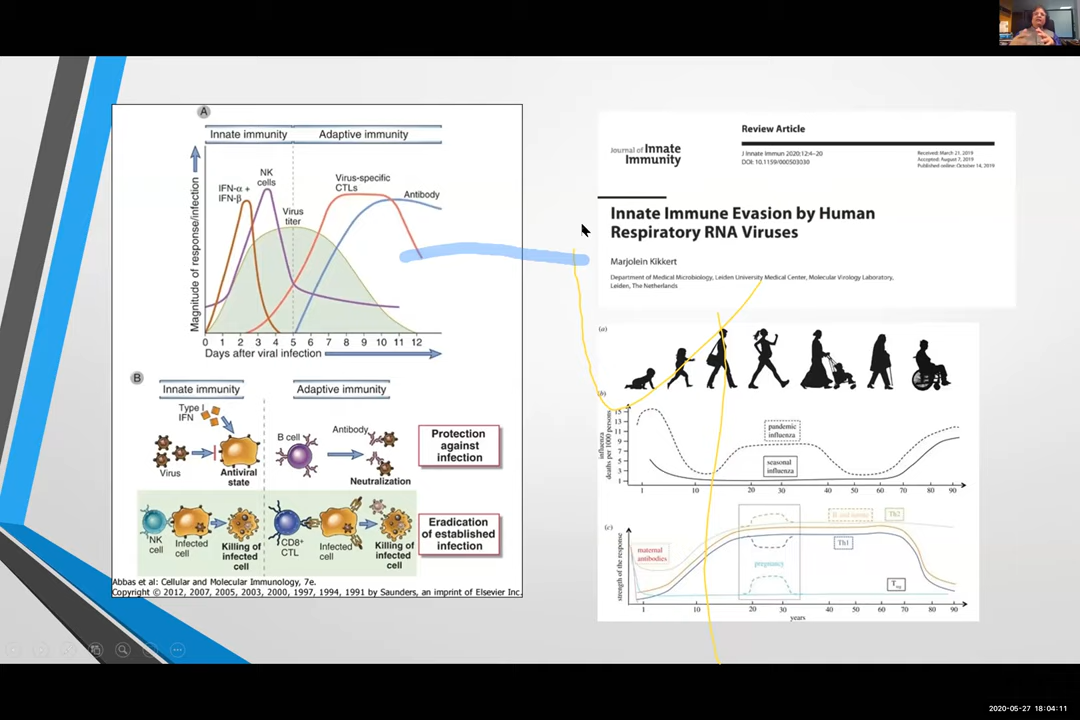 A
Innate immunity
Adaptive immunity
Magnitude of response/infection
IFN-α +
IFN-β
NK
cells
Virus
titer
Virus-specific
CTLs
Antibody
0 1 2 3 4 5 6 7 8 9 10 11 12
Days after viral infection
B
Innate immunity
Adaptive immunity
Type I
IFN
Virus
Antiviral
state
B cell
Antibody
Neutralization
Protection
against
infection
NK
cell
Infected
cell
Killing of
infected
cell
CD8+
CTL
Infected
cell
Killing of
infected
cell
Eradication
of established
infection
Abbas et al: Cellular and Molecular Immunology, 7e.
Copyright © 2012, 2007, 2005, 2003, 2000, 1997, 1994, 1991 by Saunders, an imprint of Elsevier Inc.
Review Article
Journal of Innate
Immunity
J Innate Immun 2020;12:4–20
DOI: 10.1159/000503030
Received: March 21, 2019
Accepted: August 7, 2019
Published online: October 14, 2019
Innate Immune Evasion by Human
Respiratory RNA Viruses
Marjolein Kikkert
Department of Medical Microbiology, Leiden University Medical Center, Molecular Virology Laboratory,
Leiden, The Netherlands
(a)
(b)
influenza
deaths per 1000 persons
15
13
11
9
7
5
3
1
pandemic
influenza
seasonal
influenza
1 10 20 30 40 50 60 70 80 90
(c)
strength of the response
maternal
antibodies
Th2
Th1
pregnancy
Treg
1 10 20 30 40 50 60 70 80 90
years
2020-05-27 18:04:11